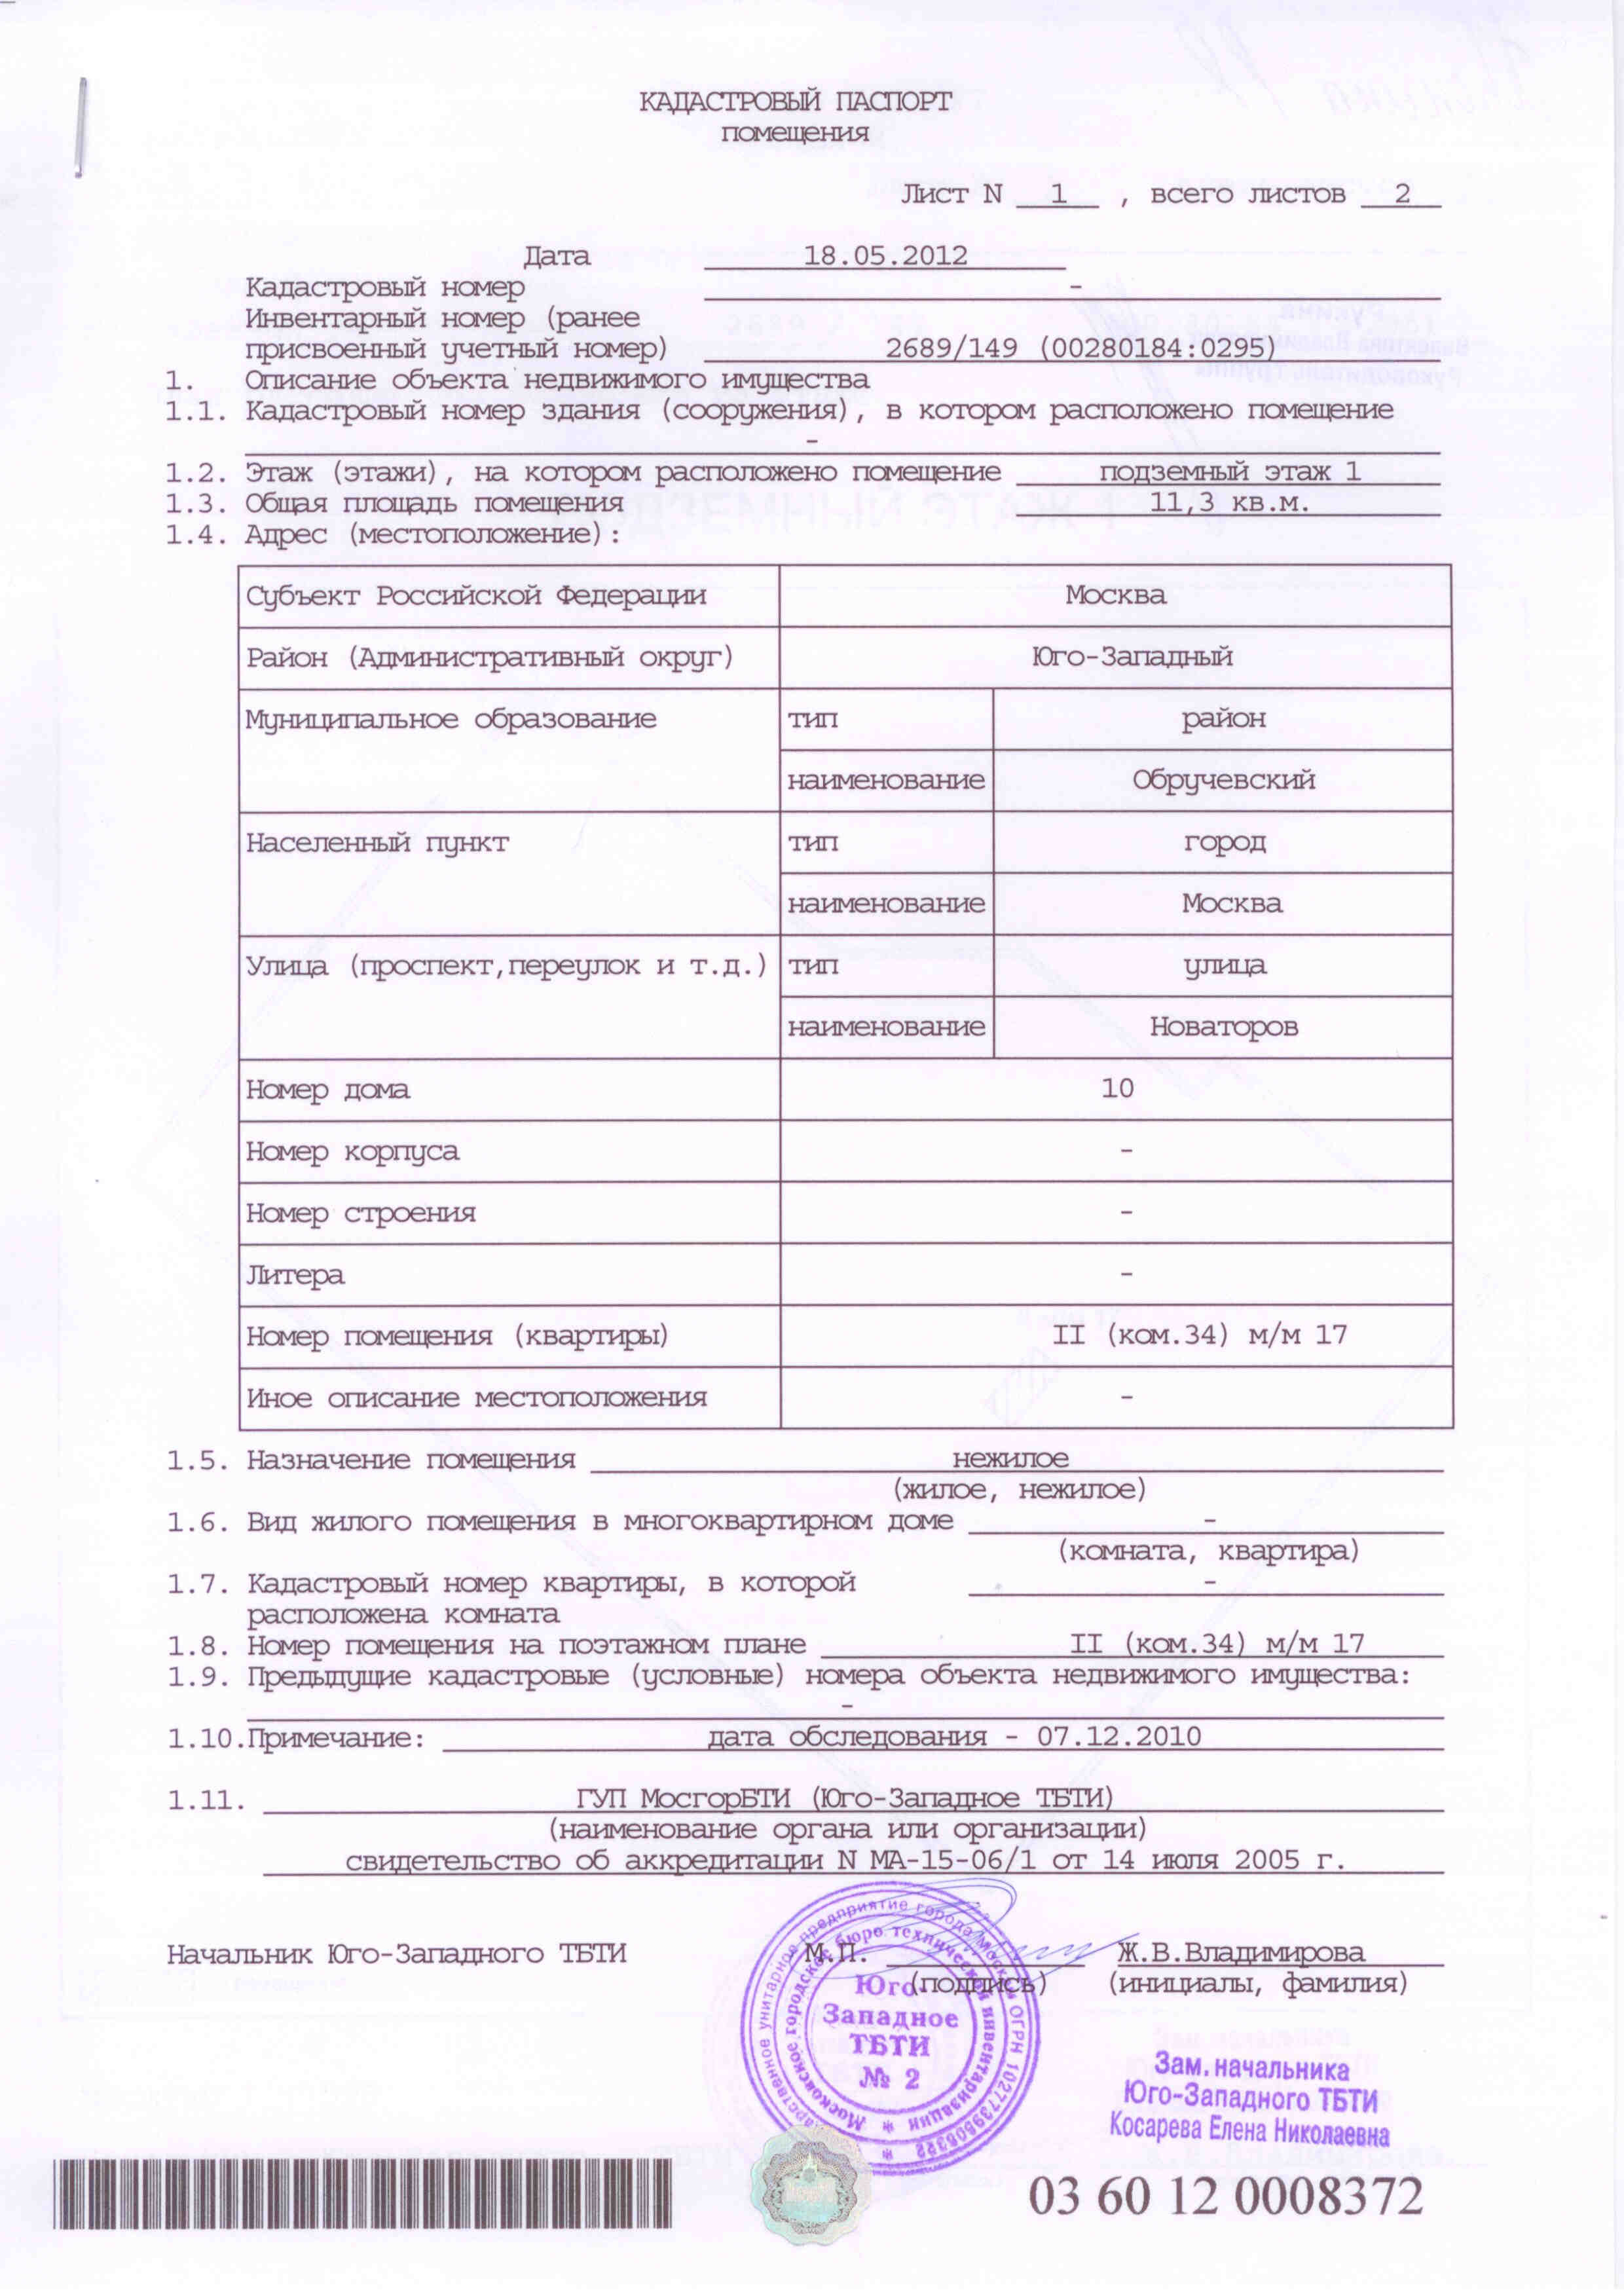 КАДАСТРОВЫЙ ПАСПОРТ
помещения
Лист N 1 , всего листов 2
Дата 18.05.2012
Кадастровый номер -
Инвентарный номер (ранее
присвоенный учетный номер) 2689/149 (00280184:0295)
1. Описание объекта недвижимого имущества
1.1. Кадастровый номер здания (сооружения), в котором расположено помещение
-
1.2. Этаж (этажи), на котором расположено помещение подземный этаж 1
1.3. Общая площадь помещения 11,3 кв.м.
1.4. Адрес (местоположение):
Субъект Российской Федерации Москва
Район (Административный округ) Юго-Западный
Муниципальное образование тип район
наименование Обручевский
Населенный пункт тип город
наименование Москва
Улица (проспект,переулок и т.д.) тип улица
наименование Новаторов
Номер дома 10
Номер корпуса -
Номер строения -
Литера -
Номер помещения (квартиры) II (ком.34) м/м 17
Иное описание местоположения -
1.5. Назначение помещения нежилое
(жилое, нежилое)
1.6. Вид жилого помещения в многоквартирном доме -
(комната, квартира)
1.7. Кадастровый номер квартиры, в которой -
расположена комната
1.8. Номер помещения на поэтажном плане II (ком.34) м/м 17
1.9. Предыдущие кадастровые (условные) номера объекта недвижимого имущества:
-
1.10.Примечание: дата обследования - 07.12.2010
1.11. ГУП МосгорБТИ (Юго-Западное ТБТИ)
(наименование органа или организации)
свидетельство об аккредитации N МА-15-06/1 от 14 июля 2005 г.
Начальник Юго-Западного ТБТИ М.П. Ж.В.Владимирова
(подпись) (инициалы, фамилия)
предприятие города Москвы ОГРН
Московское городское бюро технической инвентаризации
Юго-
Западное
ТБТИ
№ 2
Зам. начальника
Юго-Западного ТБТИ
Косарева Елена Николаевна
03 60 12 0008372